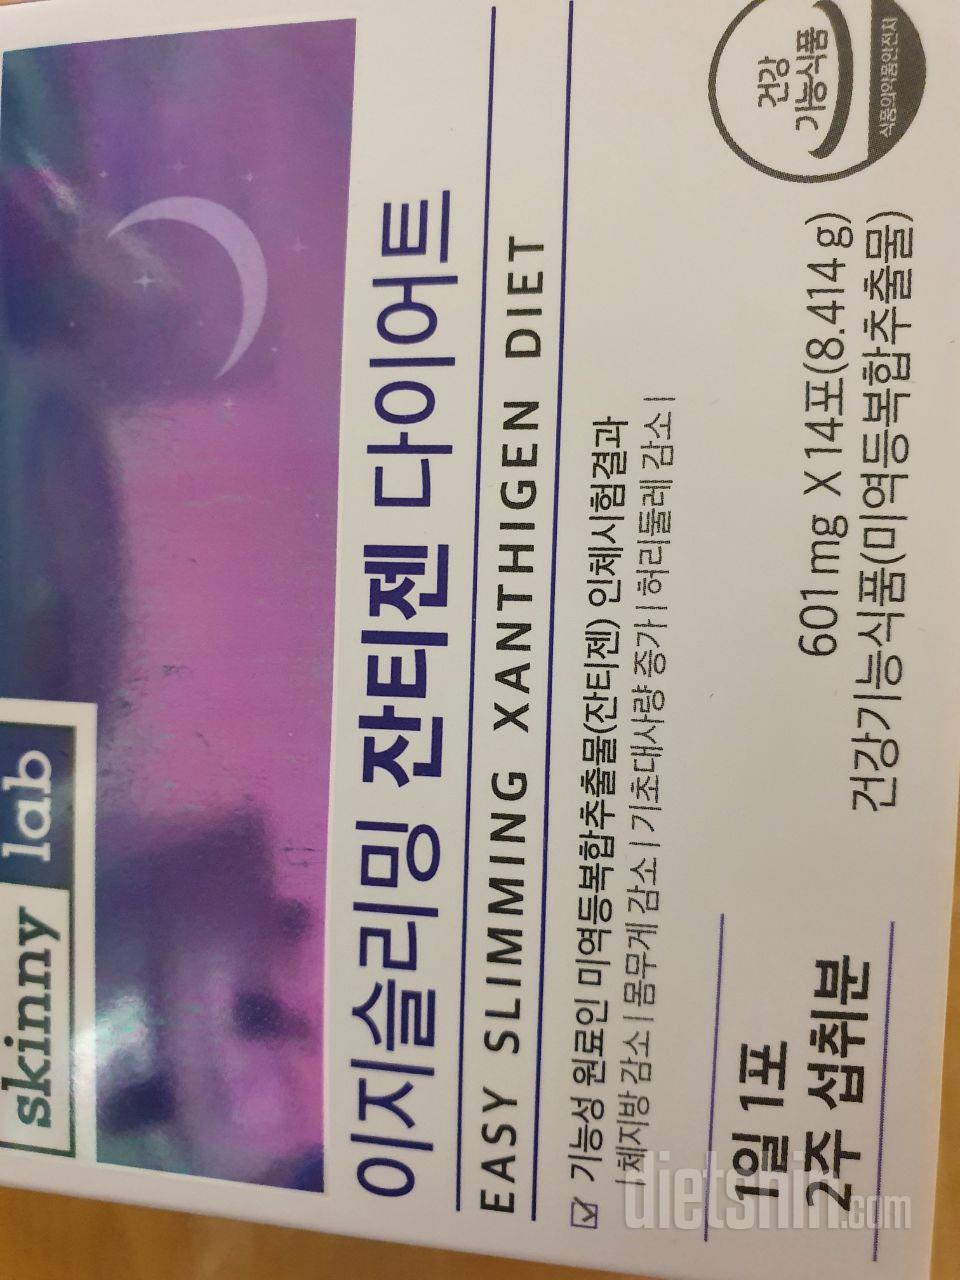 skinny lab
이지슬리밍 잔티젠 다이어트
EASY SLIMMING XANTHIGEN DIET
기능성 원료인 미역등복합추출물(잔티젠) 인체시험결과
| 체지방 감소 | 몸무게 감소 | 기초대사량 증가 | 허리둘레 감소 |
1일 1포
2주 섭취분
601 mg X 14포(8.414 g)
건강기능식품(미역등복합추출물)
건강
기능식품
식품의약품안전처
dietshin.com